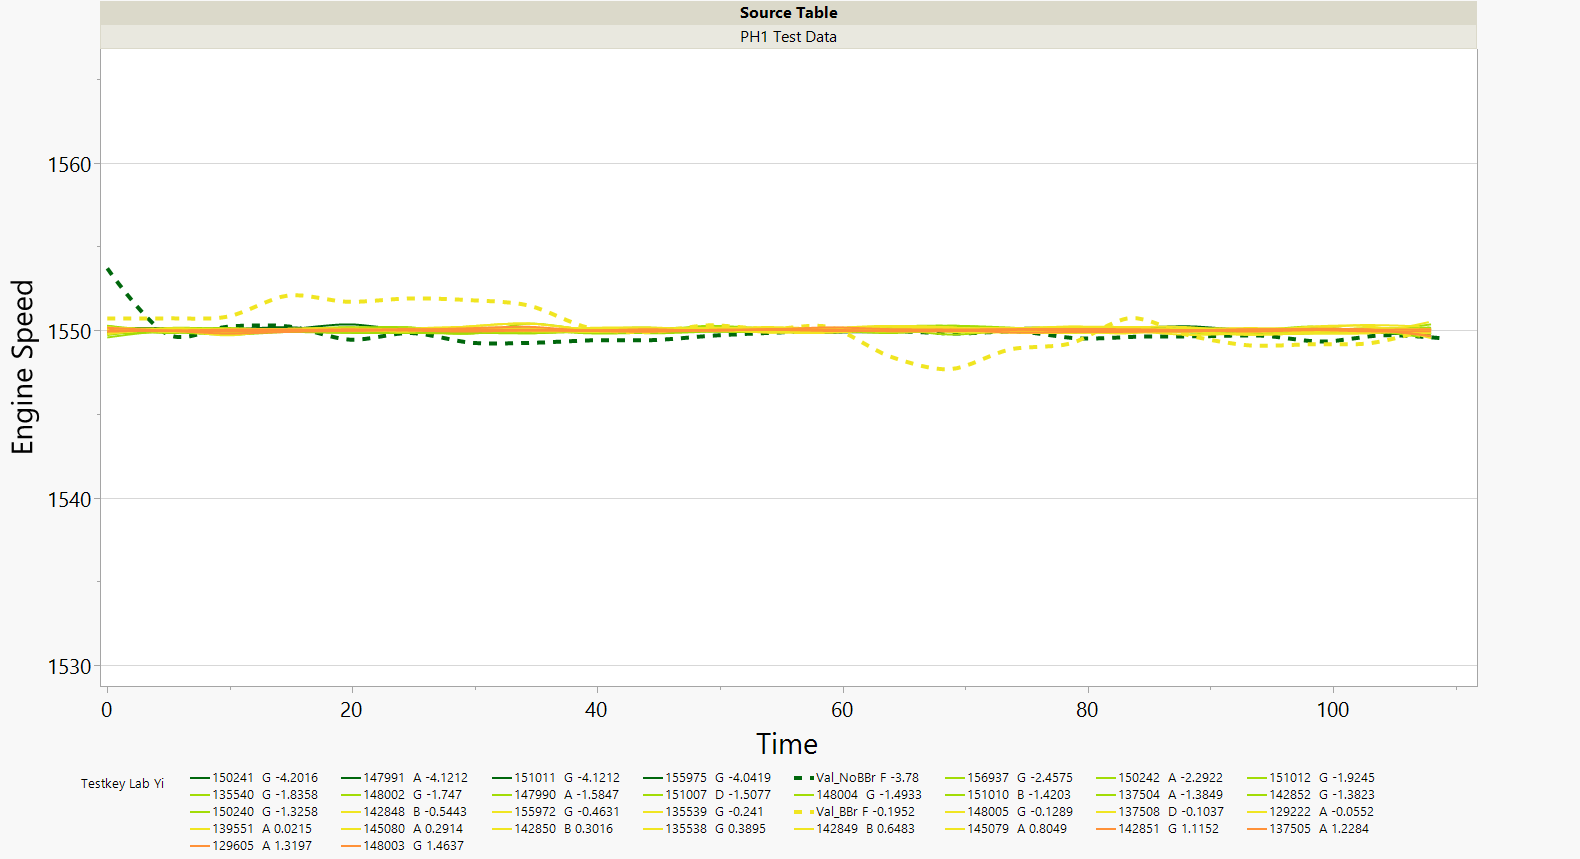 Source Table
PH1 Test Data
1560
1550
1540
1530
Engine Speed
0 20 40 60 80 100
Time
Testkey Lab Yi
150241 G -4.2016 147991 A -4.1212 151011 G -4.1212 155975 G -4.0419 Val_NoBBr F -3.78 156937 G -2.4575 150242 A -2.2922 151012 G -1.9245
135540 G -1.8358 148002 G -1.747 147990 A -1.5847 151007 D -1.5077 148004 G -1.4933 151010 B -1.4203 137504 A -1.3849 142852 G -1.3823
150240 G -1.3258 142848 B -0.5443 155972 G -0.4631 135539 G -0.241 Val_BBr F -0.1952 148005 G -0.1289 137508 D -0.1037 129222 A -0.0552
139551 A 0.0215 145080 A 0.2914 142850 B 0.3016 135538 G 0.3895 142849 B 0.6483 145079 A 0.8049 142851 G 1.1152 137505 A 1.2284
129605 A 1.3197 148003 G 1.4637